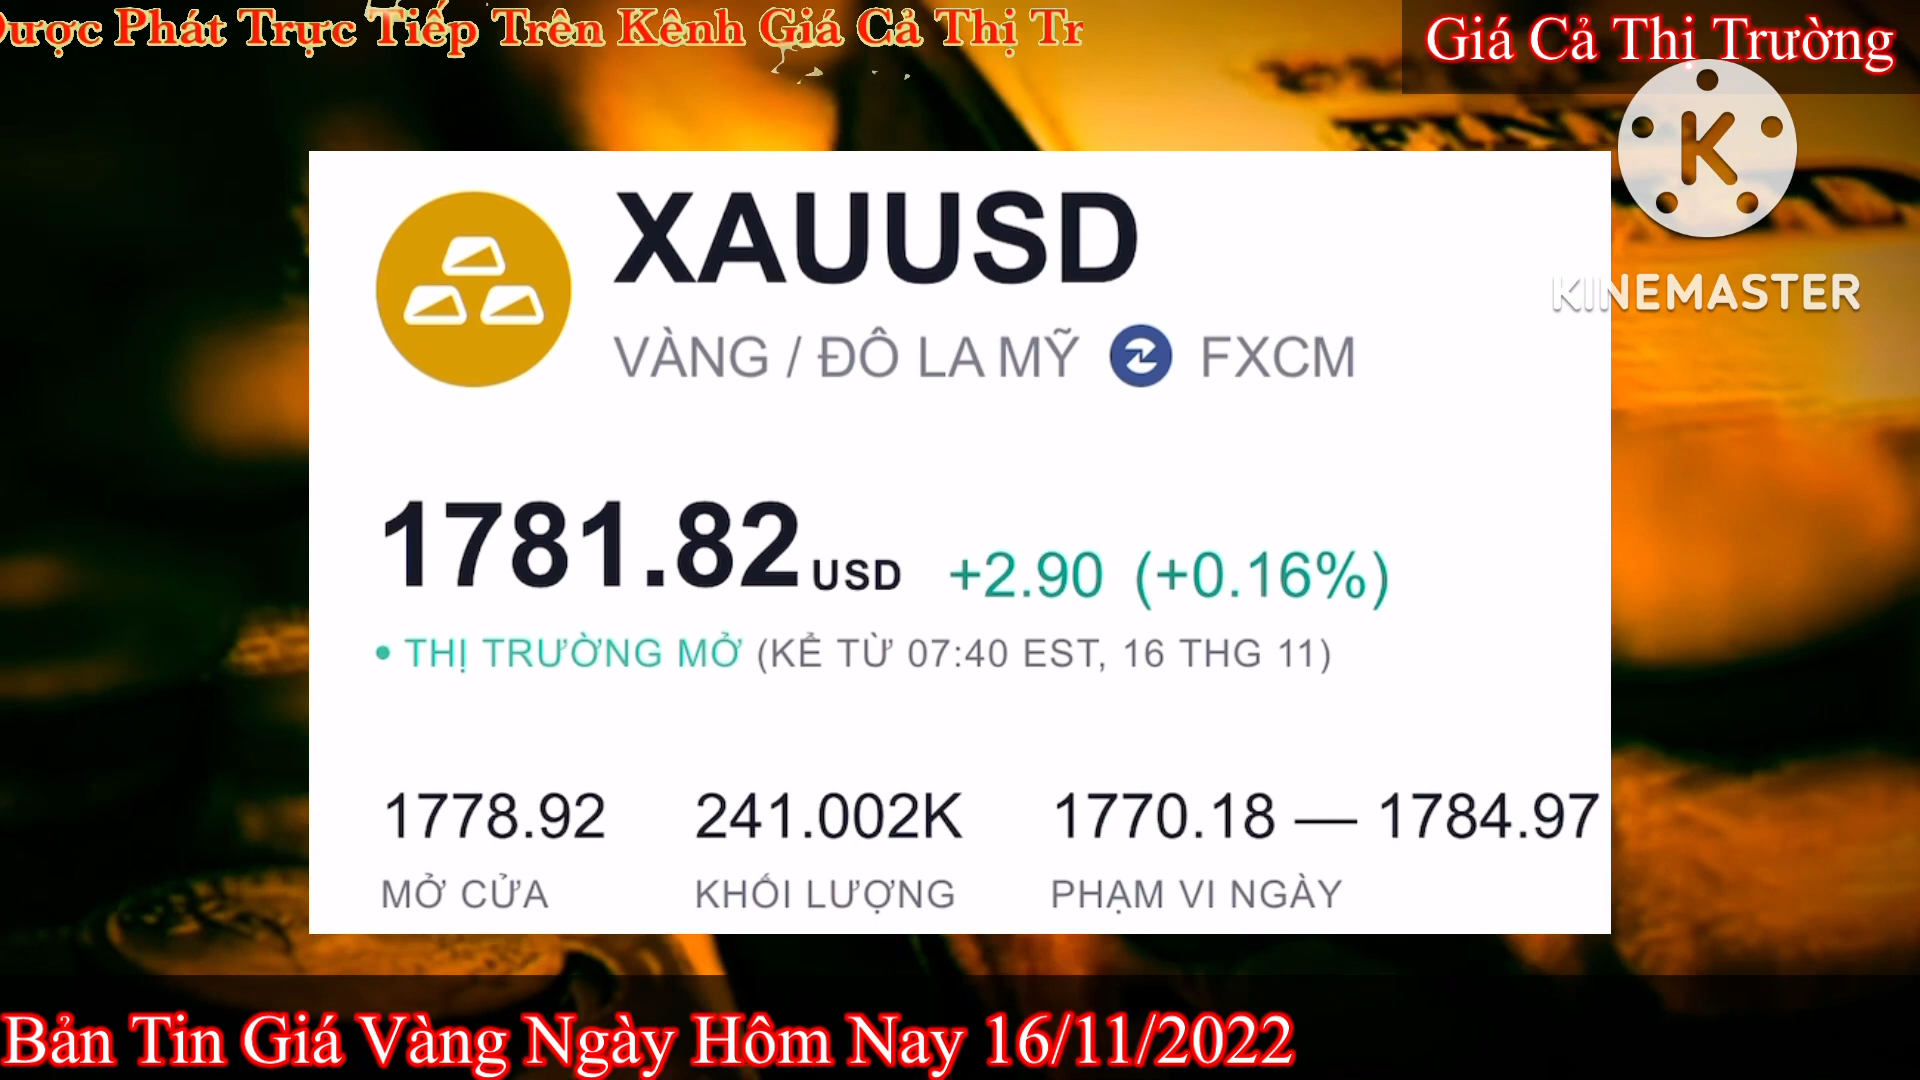 Được Phát Trực Tiếp Trên Kênh Giá Cả Thị Tr
Giá Cả Thi Trường
KINEMASTER
XAUUSD
VÀNG / ĐÔ LA MỸ FXCM
1781.82 USD +2.90 (+0.16%)
• THỊ TRƯỜNG MỞ (KỂ TỪ 07:40 EST, 16 THG 11)
1778.92 241.002K 1770.18 — 1784.97
MỞ CỬA KHỐI LƯỢNG PHẠM VI NGÀY
Bản Tin Giá Vàng Ngày Hôm Nay 16/11/2022